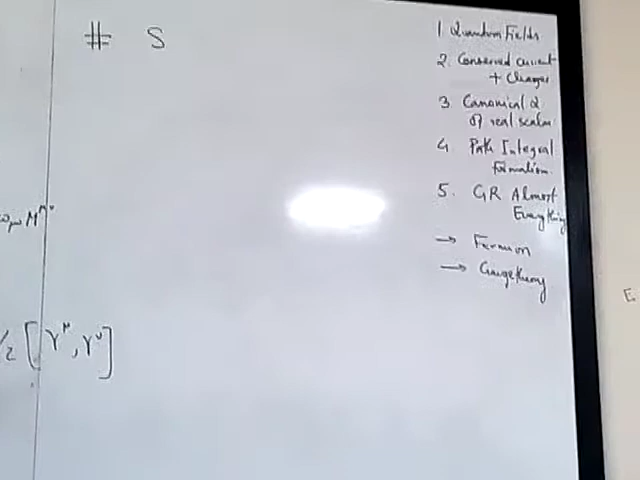 # S
1 Quantum Fields
2. Conserved current
+ Charges
3 Canonical Q
of real scalar
4 Path Integral
Formalism.
5. GR Almost
Everything
→ Fermion
→ Gauge theory
ω_μν M^μν
/2 [γ^μ, γ^ν]
E